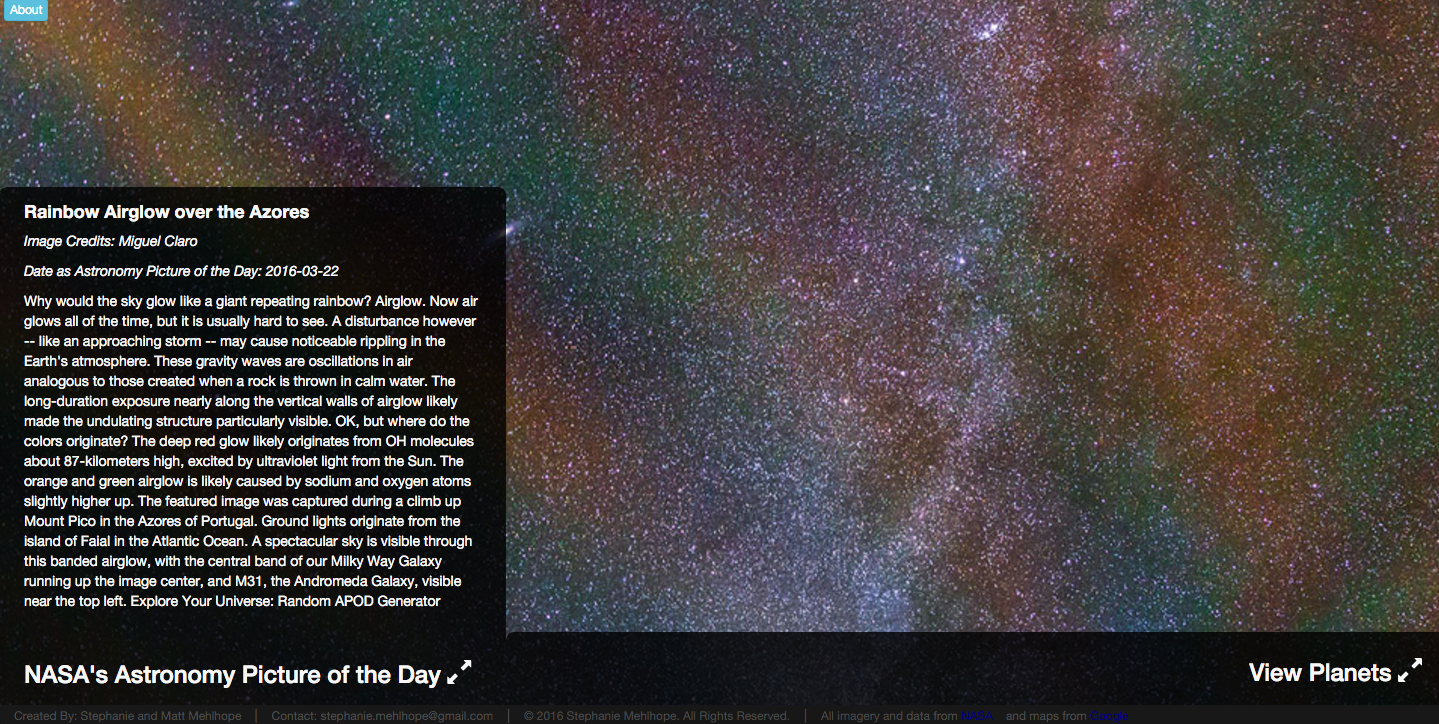 About
Rainbow Airglow over the Azores
Image Credits: Miguel Claro
Date as Astronomy Picture of the Day: 2016-03-22
Why would the sky glow like a giant repeating rainbow? Airglow. Now air
glows all of the time, but it is usually hard to see. A disturbance however
-- like an approaching storm -- may cause noticeable rippling in the
Earth's atmosphere. These gravity waves are oscillations in air
analogous to those created when a rock is thrown in calm water. The
long-duration exposure nearly along the vertical walls of airglow likely
made the undulating structure particularly visible. OK, but where do the
colors originate? The deep red glow likely originates from OH molecules
about 87-kilometers high, excited by ultraviolet light from the Sun. The
orange and green airglow is likely caused by sodium and oxygen atoms
slightly higher up. The featured image was captured during a climb up
Mount Pico in the Azores of Portugal. Ground lights originate from the
island of Faial in the Atlantic Ocean. A spectacular sky is visible through
this banded airglow, with the central band of our Milky Way Galaxy
running up the image center, and M31, the Andromeda Galaxy, visible
near the top left. Explore Your Universe: Random APOD Generator
NASA's Astronomy Picture of the Day
View Planets
Created By: Stephanie and Matt Mehlhope | Contact: stephanie.mehlhope@gmail.com | © 2016 Stephanie Mehlhope. All Rights Reserved. | All imagery and data from NASA and maps from Google